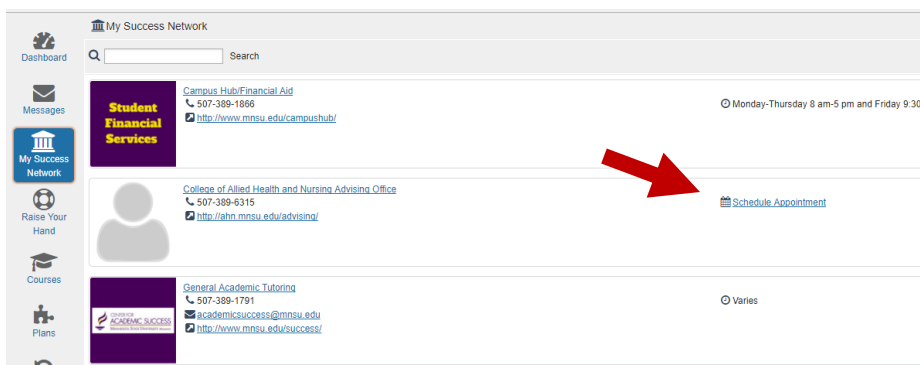 My Success Network
Dashboard
Search
Messages
My Success
Network
Raise Your
Hand
Courses
Plans
Student
Financial
Services
Campus Hub/Financial Aid
507-389-1866
http://www.mnsu.edu/campushub/
Monday-Thursday 8 am-5 pm and Friday 9:30
College of Allied Health and Nursing Advising Office
507-389-6315
http://ahn.mnsu.edu/advising/
Schedule Appointment
CENTER FOR
ACADEMIC SUCCESS
General Academic Tutoring
507-389-1791
academicsuccess@mnsu.edu
http://www.mnsu.edu/success/
Varies